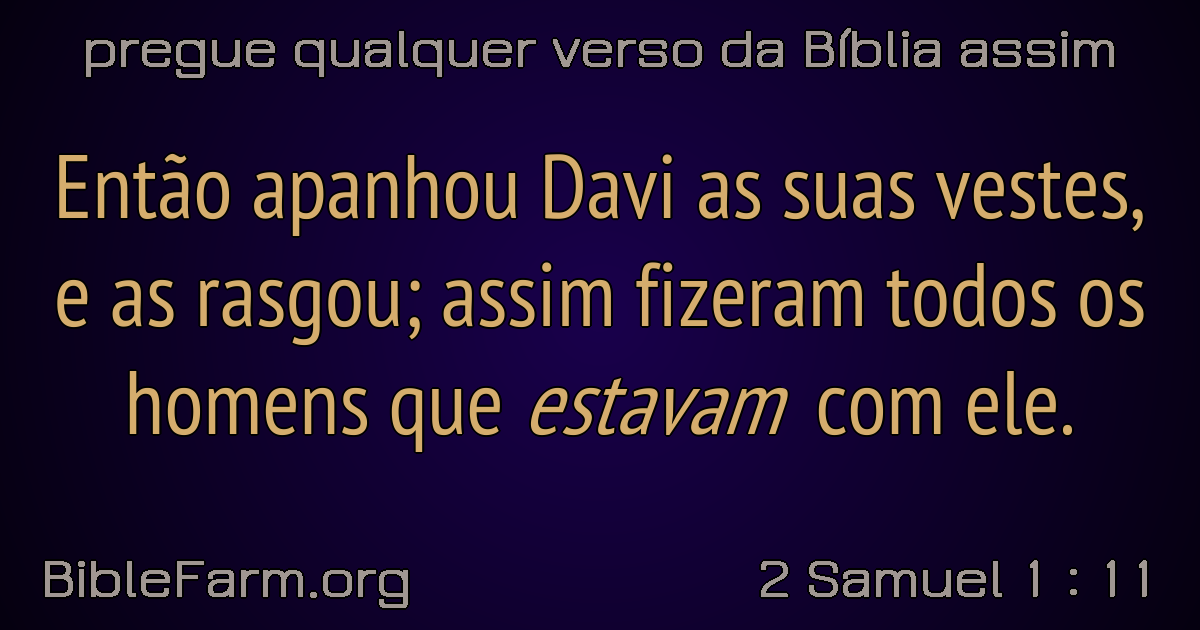 pregue qualquer verso da Bíblia assim
Então apanhou Davi as suas vestes,
e as rasgou; assim fizeram todos os
homens que estavam com ele.
BibleFarm.org
2 Samuel 1 : 11